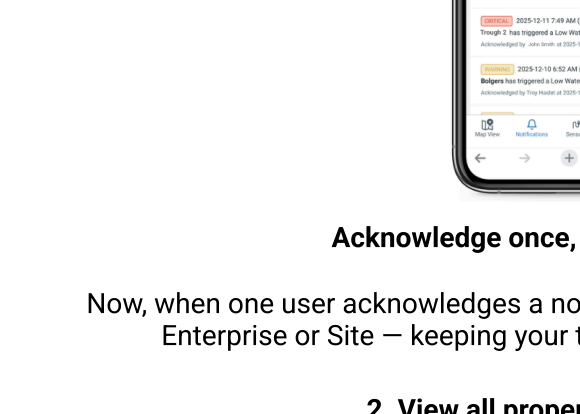 CRITICAL 2025-12-11 7:49 AM (
Trough 2 has triggered a Low Wat
Acknowledged by John Smith at 2025-1
WARNING 2025-12-10 6:52 AM (
Bolgers has triggered a Low Water
Acknowledged by Troy Haslet at 2025-1
Map View Notifications Senso
Acknowledge once,
Now, when one user acknowledges a no
Enterprise or Site — keeping your t
2. View all proper